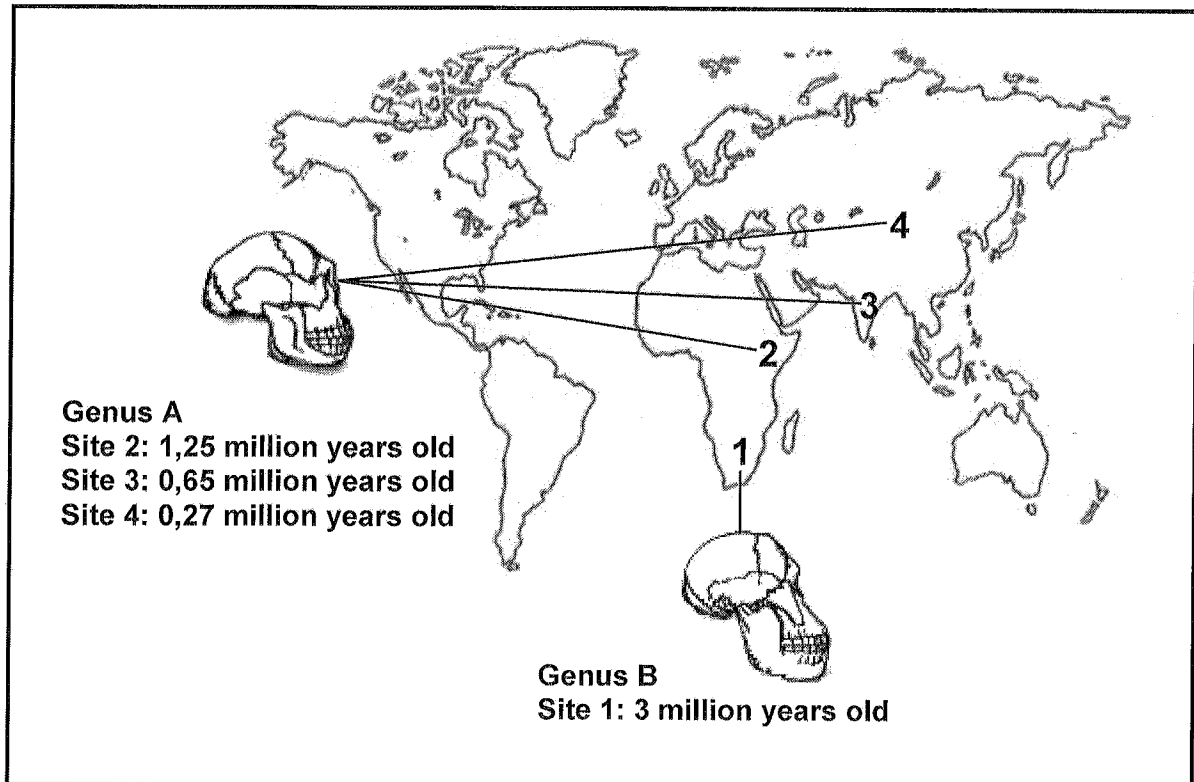 4
3
2
1
Genus A
Site 2: 1,25 million years old
Site 3: 0,65 million years old
Site 4: 0,27 million years old
Genus B
Site 1: 3 million years old